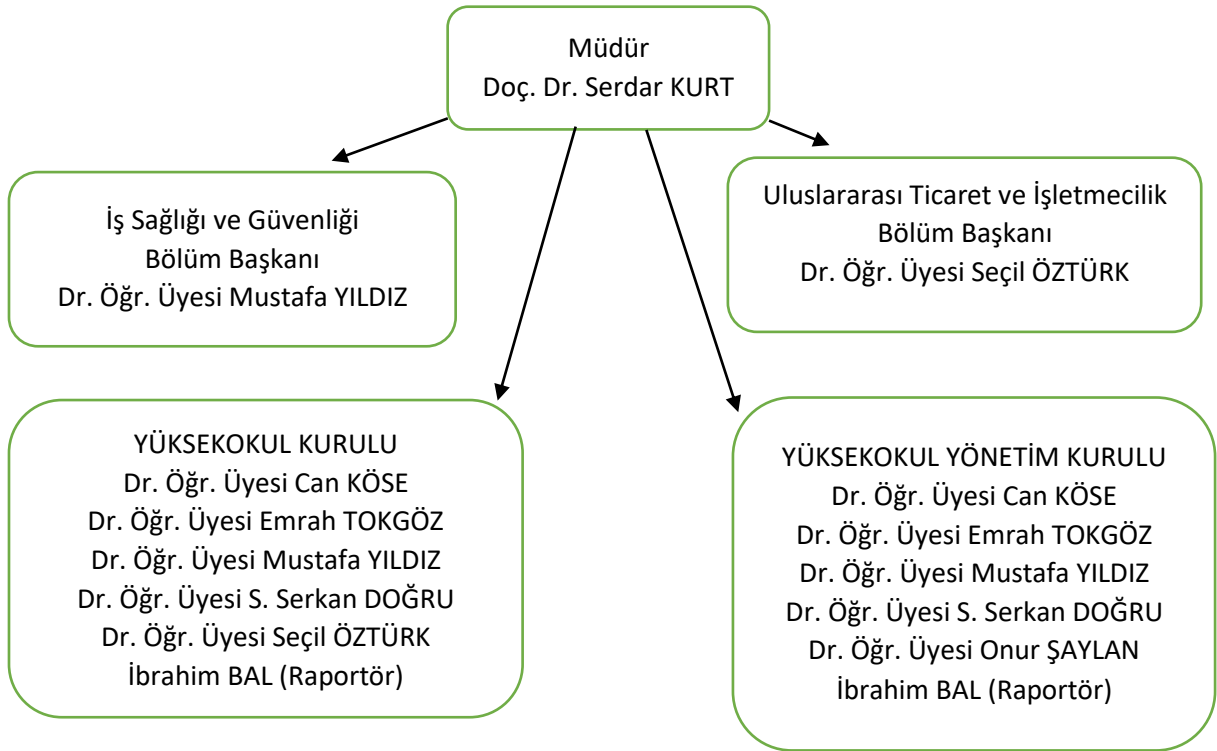 Müdür
Doç. Dr. Serdar KURT
İş Sağlığı ve Güvenliği
Bölüm Başkanı
Dr. Öğr. Üyesi Mustafa YILDIZ
Uluslararası Ticaret ve İşletmecilik
Bölüm Başkanı
Dr. Öğr. Üyesi Seçil ÖZTÜRK
YÜKSEKOKUL KURULU
Dr. Öğr. Üyesi Can KÖSE
Dr. Öğr. Üyesi Emrah TOKGÖZ
Dr. Öğr. Üyesi Mustafa YILDIZ
Dr. Öğr. Üyesi S. Serkan DOĞRU
Dr. Öğr. Üyesi Seçil ÖZTÜRK
İbrahim BAL (Raportör)
YÜKSEKOKUL YÖNETİM KURULU
Dr. Öğr. Üyesi Can KÖSE
Dr. Öğr. Üyesi Emrah TOKGÖZ
Dr. Öğr. Üyesi Mustafa YILDIZ
Dr. Öğr. Üyesi S. Serkan DOĞRU
Dr. Öğr. Üyesi Onur ŞAYLAN
İbrahim BAL (Raportör)